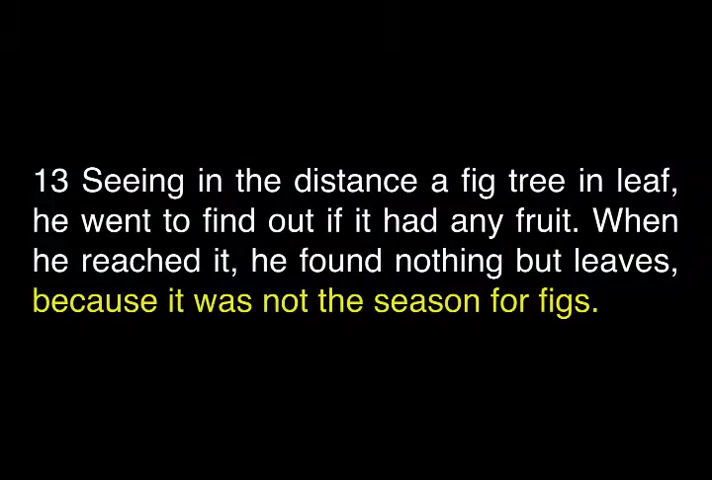 13 Seeing in the distance a fig tree in leaf,
he went to find out if it had any fruit. When
he reached it, he found nothing but leaves,
because it was not the season for figs.